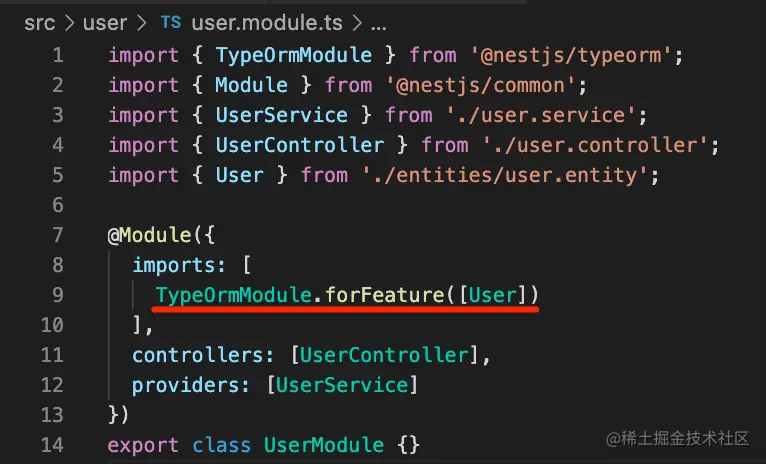 src > user > TS user.module.ts > ...
1 import { TypeOrmModule } from '@nestjs/typeorm';
2 import { Module } from '@nestjs/common';
3 import { UserService } from './user.service';
4 import { UserController } from './user.controller';
5 import { User } from './entities/user.entity';
6
7 @Module({
8   imports: [
9     TypeOrmModule.forFeature([User])
10   ],
11   controllers: [UserController],
12   providers: [UserService]
13 })
14 export class UserModule {}
@稀土掘金技术社区